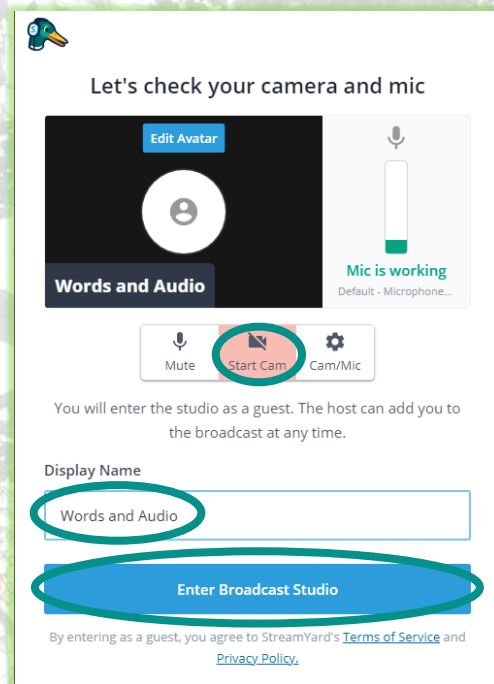 Let's check your camera and mic
Edit Avatar
Words and Audio
Mic is working
Default - Microphone...
Mute
Start Cam
Cam/Mic
You will enter the studio as a guest. The host can add you to
the broadcast at any time.
Display Name
Words and Audio
Enter Broadcast Studio
By entering as a guest, you agree to StreamYard's Terms of Service and
Privacy Policy.